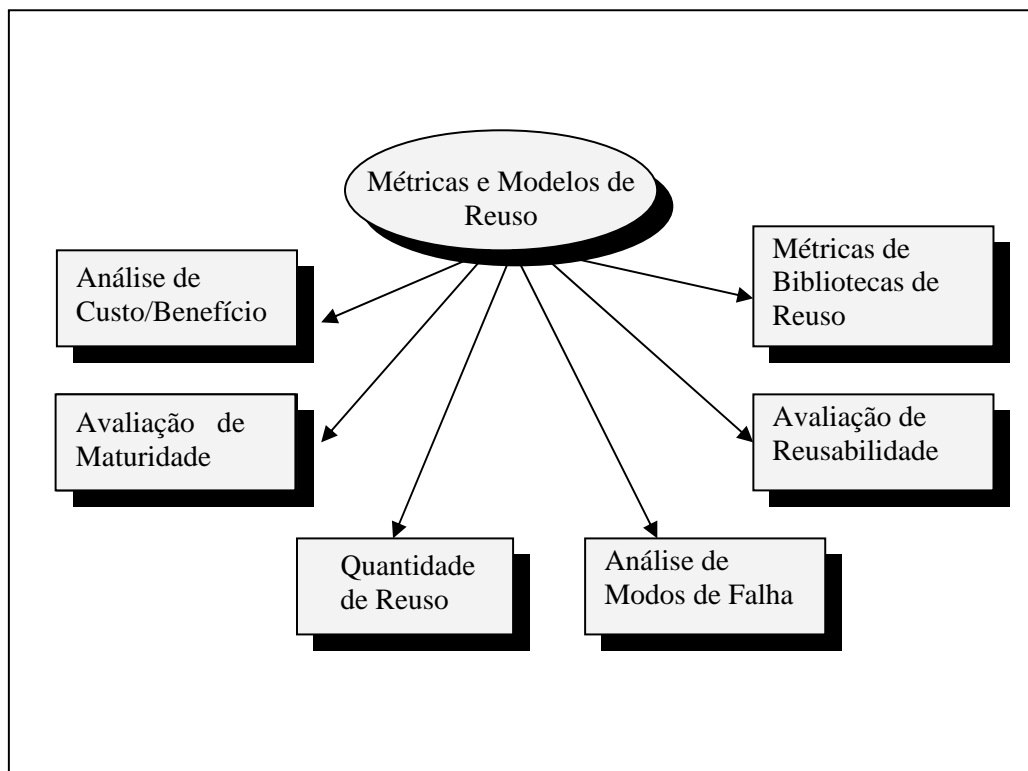 Métricas e Modelos de
Reuso
Análise de
Custo/Benefício
Métricas de
Bibliotecas de
Reuso
Avaliação de
Maturidade
Avaliação de
Reusabilidade
Quantidade
de Reuso
Análise de
Modos de Falha